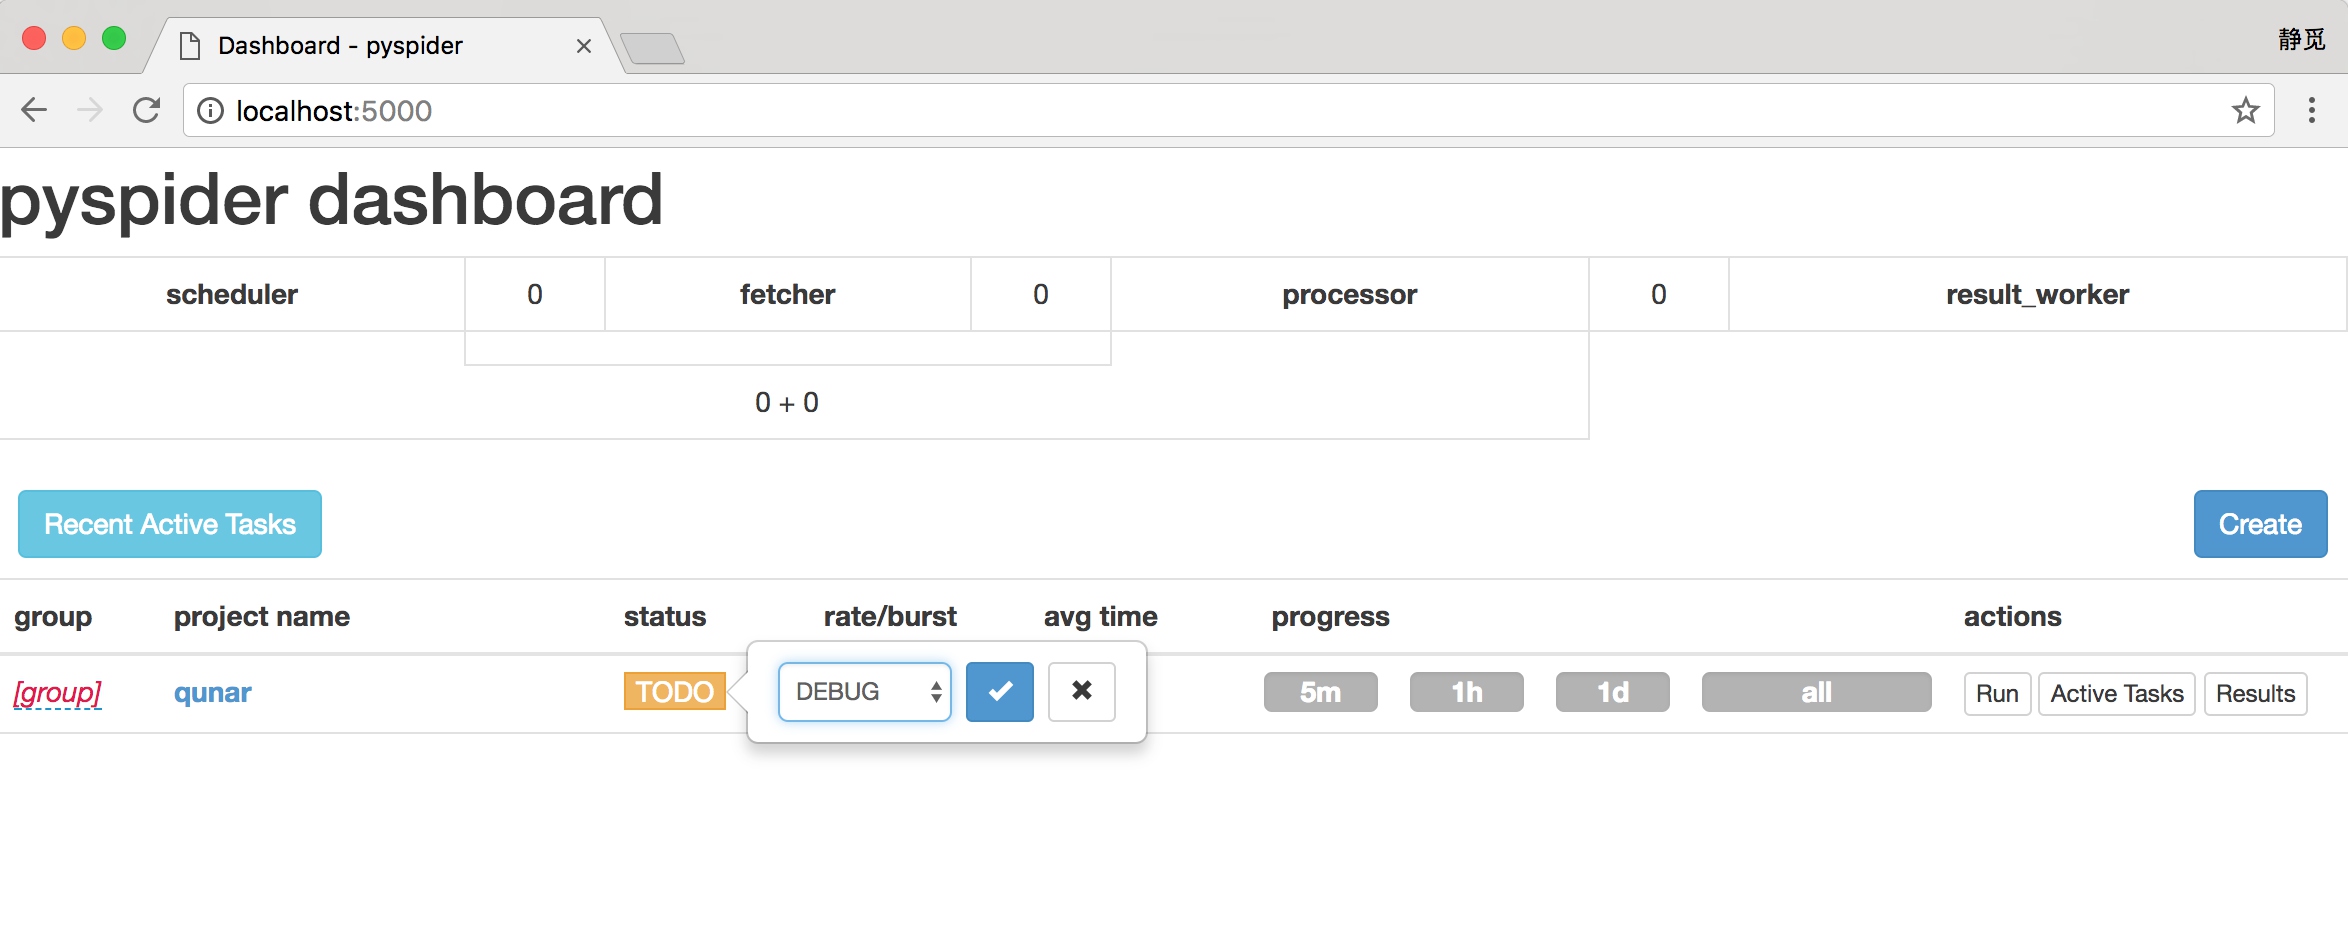 Dashboard - pyspider
静觅
localhost:5000
pyspider dashboard
scheduler 0 fetcher 0 processor 0 result_worker
0 + 0
Recent Active Tasks Create
group project name status rate/burst avg time progress actions
[group] qunar TODO DEBUG 5m 1h 1d all Run Active Tasks Results